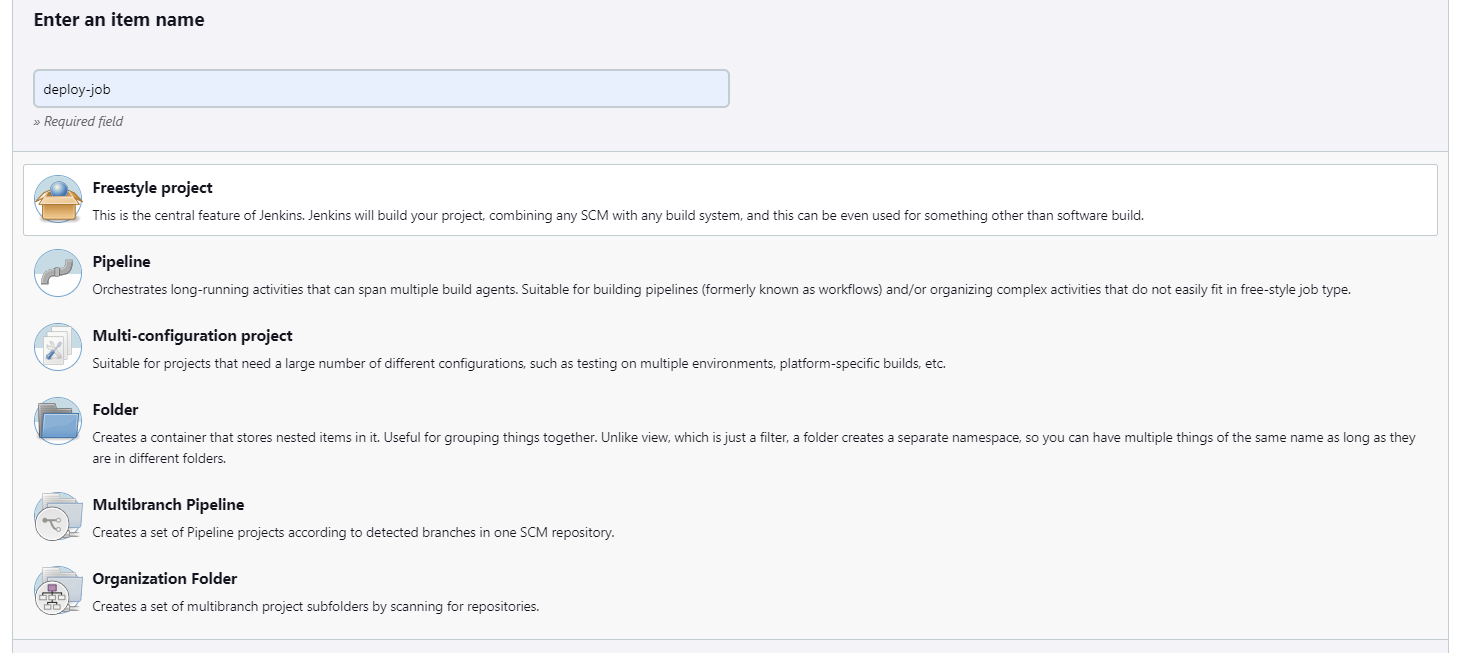 Enter an item name
deploy-job
» Required field
Freestyle project
This is the central feature of Jenkins. Jenkins will build your project, combining any SCM with any build system, and this can be even used for something other than software build.
Pipeline
Orchestrates long-running activities that can span multiple build agents. Suitable for building pipelines (formerly known as workflows) and/or organizing complex activities that do not easily fit in free-style job type.
Multi-configuration project
Suitable for projects that need a large number of different configurations, such as testing on multiple environments, platform-specific builds, etc.
Folder
Creates a container that stores nested items in it. Useful for grouping things together. Unlike view, which is just a filter, a folder creates a separate namespace, so you can have multiple things of the same name as long as they
are in different folders.
Multibranch Pipeline
Creates a set of Pipeline projects according to detected branches in one SCM repository.
Organization Folder
Creates a set of multibranch project subfolders by scanning for repositories.